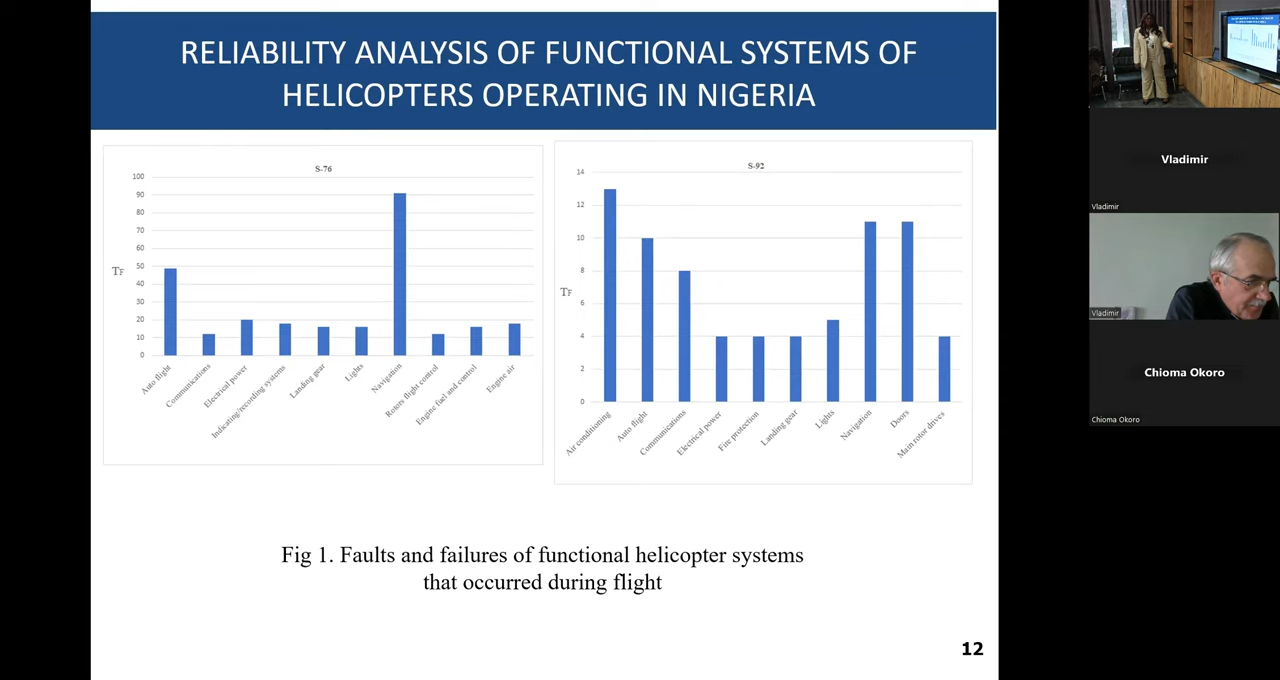 RELIABILITY ANALYSIS OF FUNCTIONAL SYSTEMS OF
HELICOPTERS OPERATING IN NIGERIA
S-76
100
90
80
70
60
50
40
30
20
10
0
TF
Auto flight
Communications
Electrical power
Indicating/recording systems
Landing gear
Lights
Navigation
Rotors flight control
Engine fuel and control
Engine air
S-92
14
12
10
8
6
4
2
0
TF
Air conditioning
Auto flight
Communications
Electrical power
Fire protection
Landing gear
Lights
Navigation
Doors
Main rotor drives
Fig 1. Faults and failures of functional helicopter systems
that occurred during flight
12
Vladimir
Vladimir
Vladimir
Chioma Okoro
Chioma Okoro